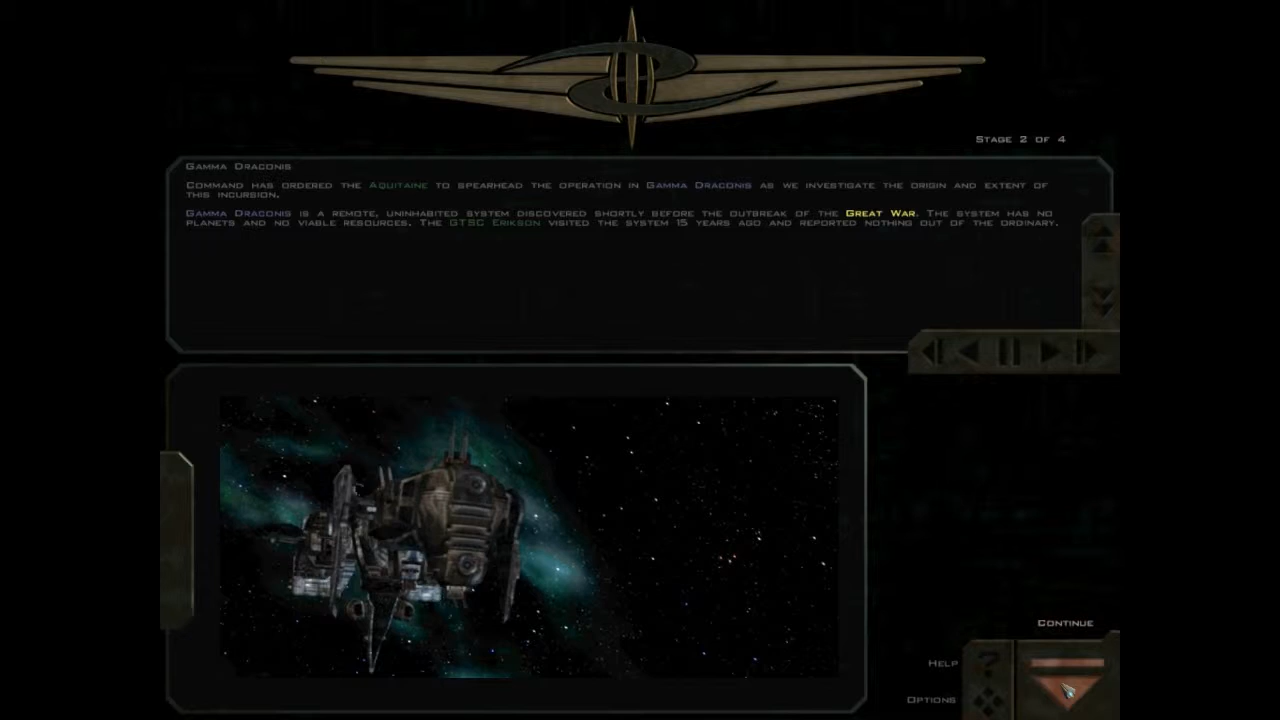 Stage 2 of 4
Gamma Draconis
Command has ordered the Aquitaine to spearhead the operation in Gamma Draconis as we investigate the origin and extent of
this incursion.
Gamma Draconis is a remote, uninhabited system discovered shortly before the outbreak of the Great War. The system has no
planets and no viable resources. The GTSC Erikson visited the system 15 years ago and reported nothing out of the ordinary.
Continue
Help ?
Options